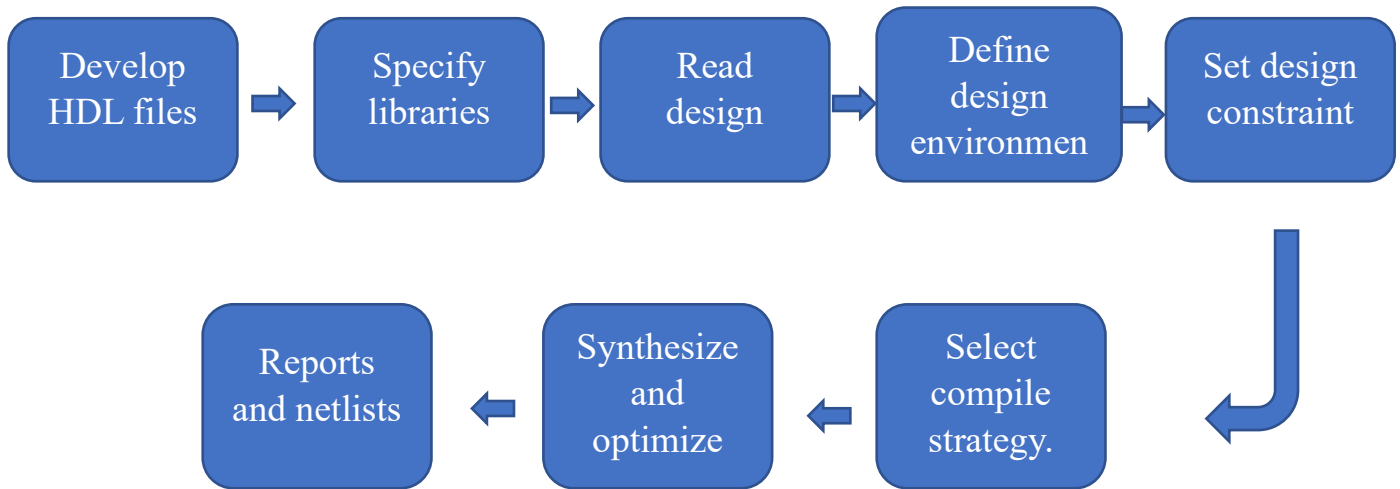 Develop
HDL files
Specify
libraries
Read
design
Define
design
environmen
Set design
constraint
Select
compile
strategy.
Synthesize
and
optimize
Reports
and netlists